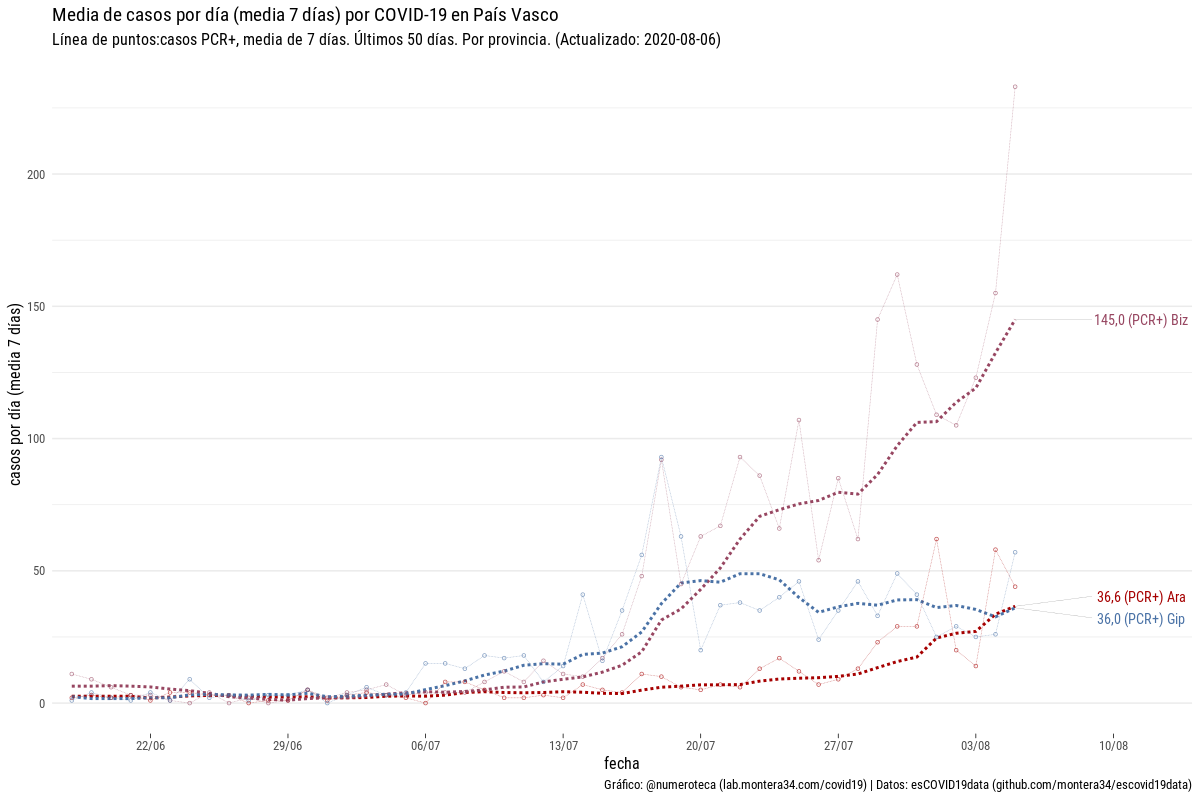 Media de casos por día (media 7 días) por COVID-19 en País Vasco
Línea de puntos:casos PCR+, media de 7 días. Últimos 50 días. Por provincia. (Actualizado: 2020-08-06)
casos por día (media 7 días)
200
150
100
50
0
145,0 (PCR+) Biz
36,6 (PCR+) Ara
36,0 (PCR+) Gip
22/06
29/06
06/07
13/07
20/07
27/07
03/08
10/08
fecha
Gráfico: @numeroteca (lab.montera34.com/covid19) | Datos: esCOVID19data (github.com/montera34/escovid19data)